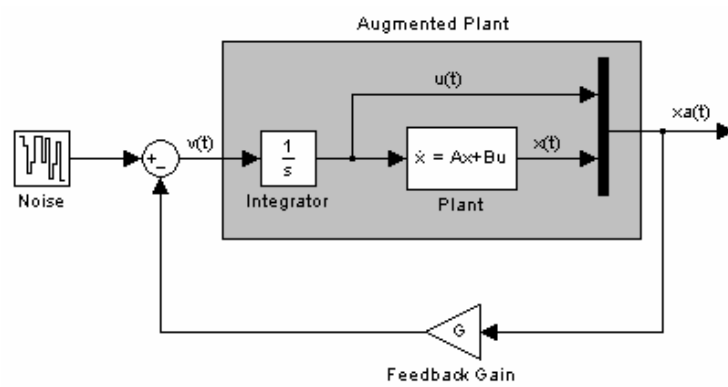 Augmented Plant
u(t)
xa(t)
v(t)
+
−
1
s
ẋ = Ax+Bu
x(t)
Noise
Integrator
Plant
G
Feedback Gain